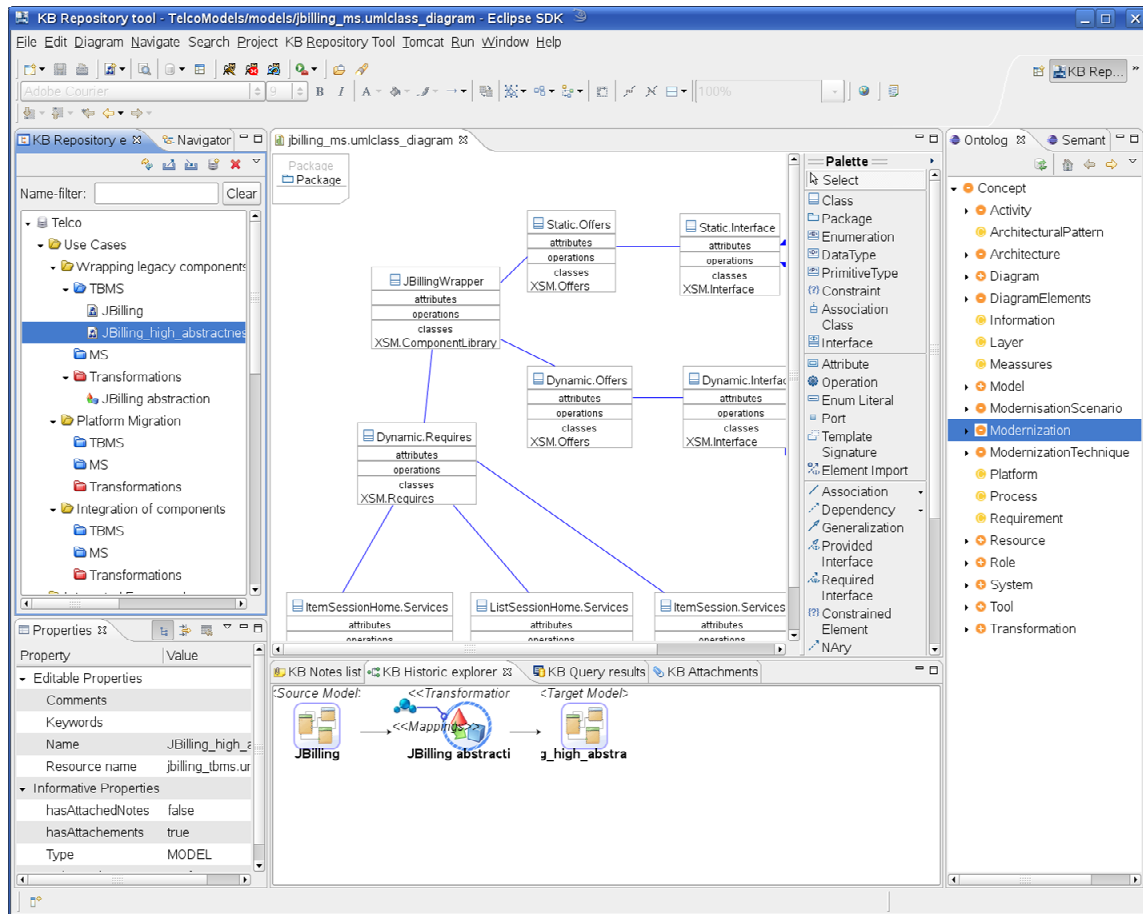 KB Repository tool - TelcoModels/models/jbilling_ms.umlclass_diagram - Eclipse SDK
File Edit Diagram Navigate Search Project KB Repository Tool Tomcat Run Window Help
KB Rep... »
Adobe Courier 9 B I A 100%
KB Repository e Navigator
Name-filter: Clear
Telco
Use Cases
Wrapping legacy components
TBMS
JBilling
JBilling_high_abstractnes
MS
Transformations
JBilling abstraction
Platform Migration
TBMS
MS
Transformations
Integration of components
TBMS
MS
Transformations
jbilling_ms.umlclass_diagram
Package
Package
Static.Offers
attributes
operations
classes
XSM.Offers
Static.Interface
attributes
operations
classes
XSM.Interface
JBillingWrapper
attributes
operations
classes
XSM.ComponentLibrary
Dynamic.Offers
attributes
operations
classes
XSM.Offers
Dynamic.Interfac
attributes
operations
classes
XSM.Interface
Dynamic.Requires
attributes
operations
classes
XSM.Requires
ItemSessionHome.Services
attributes
operations
ListSessionHome.Services
attributes
operations
ItemSession.Services
attributes
operations
Palette
Select
Class
Package
Enumeration
DataType
PrimitiveType
Constraint
Association
Class
Interface
Attribute
Operation
Enum Literal
Port
Template
Signature
Element Import
Association
Dependency
Generalization
Provided
Interface
Required
Interface
Constrained
Element
NAry
Ontolog Semant
Concept
Activity
ArchitecturalPattern
Architecture
Diagram
DiagramElements
Information
Layer
Measures
Model
ModernisationScenario
Modernization
ModernizationTechnique
Platform
Process
Requirement
Resource
Role
System
Tool
Transformation
Properties
Property Value
Editable Properties
Comments
Keywords
Name JBilling_high_a
Resource name jbilling_tbms.ur
Informative Properties
hasAttachedNotes false
hasAttachements true
Type MODEL
KB Notes list KB Historic explorer KB Query results KB Attachments
<Source Model: <<Transformation <Target Model>
<<Mappings>>
JBilling JBilling abstracti g_high_abstra